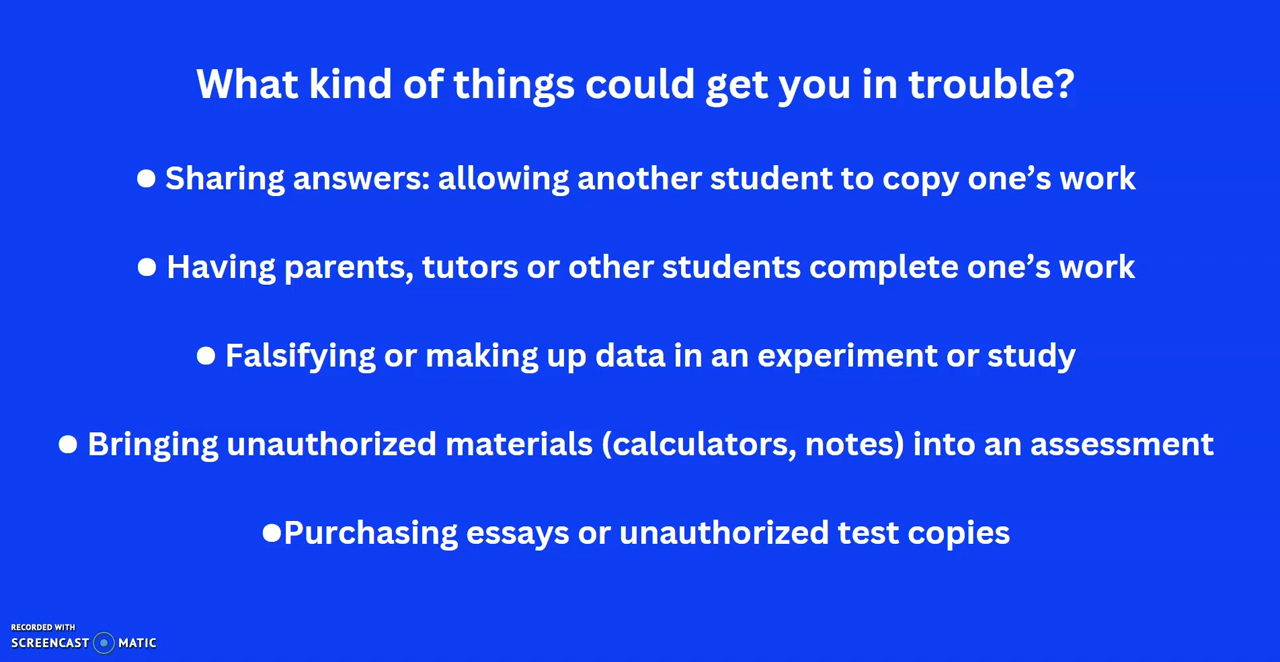 What kind of things could get you in trouble?
● Sharing answers: allowing another student to copy one’s work
● Having parents, tutors or other students complete one’s work
● Falsifying or making up data in an experiment or study
● Bringing unauthorized materials (calculators, notes) into an assessment
●Purchasing essays or unauthorized test copies
RECORDED WITH
SCREENCAST MATIC